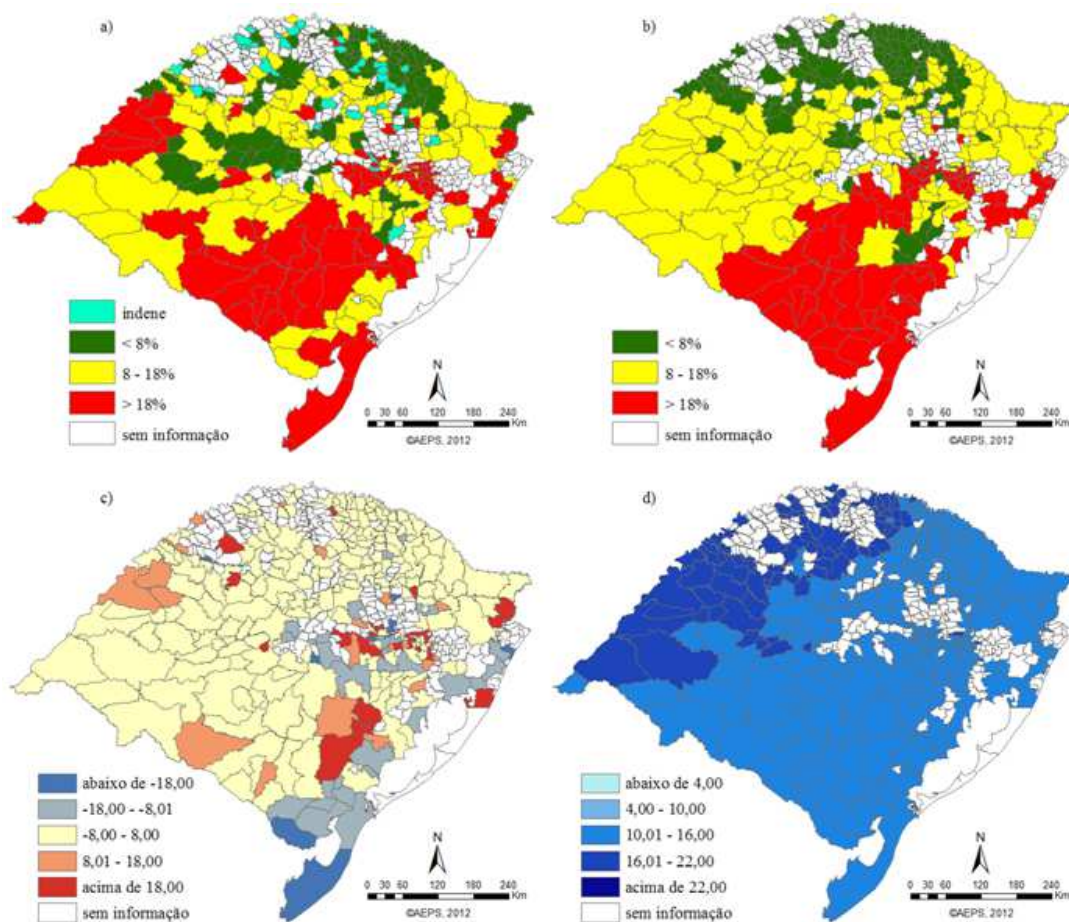 a)
indene
< 8%
8 - 18%
> 18%
sem informação
N
0 30 60 120 180 240
Km
©AEPS, 2012
b)
< 8%
8 - 18%
> 18%
sem informação
N
0 30 60 120 180 240
Km
©AEPS, 2012
c)
abaixo de -18,00
-18,00 - -8,01
-8,00 - 8,00
8,01 - 18,00
acima de 18,00
sem informação
N
0 30 60 120 180 240
Km
©AEPS, 2012
d)
abaixo de 4,00
4,00 - 10,00
10,01 - 16,00
16,01 - 22,00
acima de 22,00
sem informação
N
0 30 60 120 180 240
Km
©AEPS, 2012